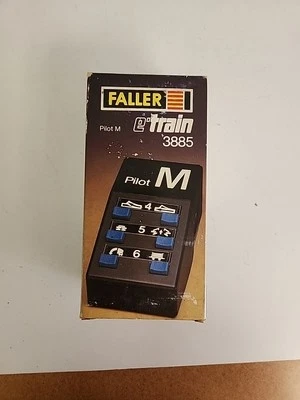 FALLER
Pilot M
e-train
3885
Pilot M
4
5
6